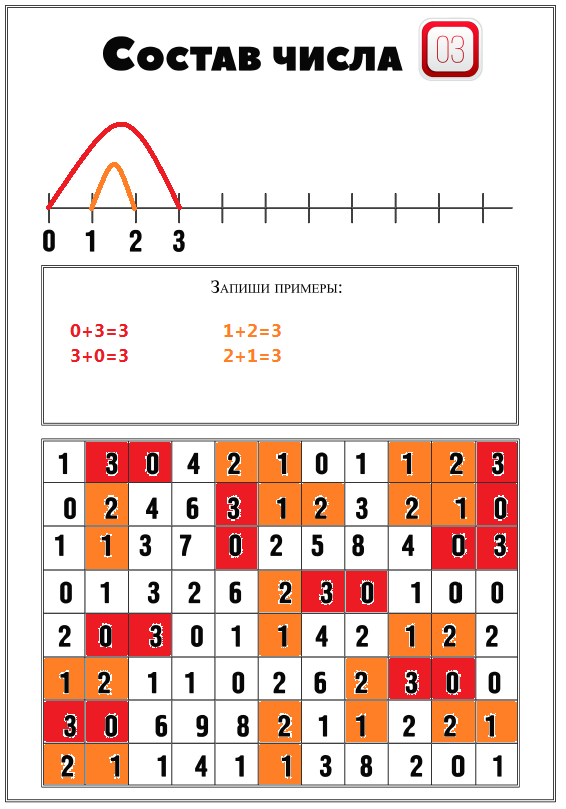 Состав числа 03
0 1 2 3
Запиши примеры:
0+3=3 1+2=3
3+0=3 2+1=3
1 3 0 4 2 1 0 1 1 2 3
0 2 4 6 3 1 2 3 2 1 0
1 1 3 7 0 2 5 8 4 0 3
0 1 3 2 6 2 3 0 1 0 0
2 0 3 0 1 1 4 2 1 2 2
1 2 1 1 0 2 6 2 3 0 0
3 0 6 9 8 2 1 1 2 2 1
2 1 1 4 1 1 3 8 2 0 1